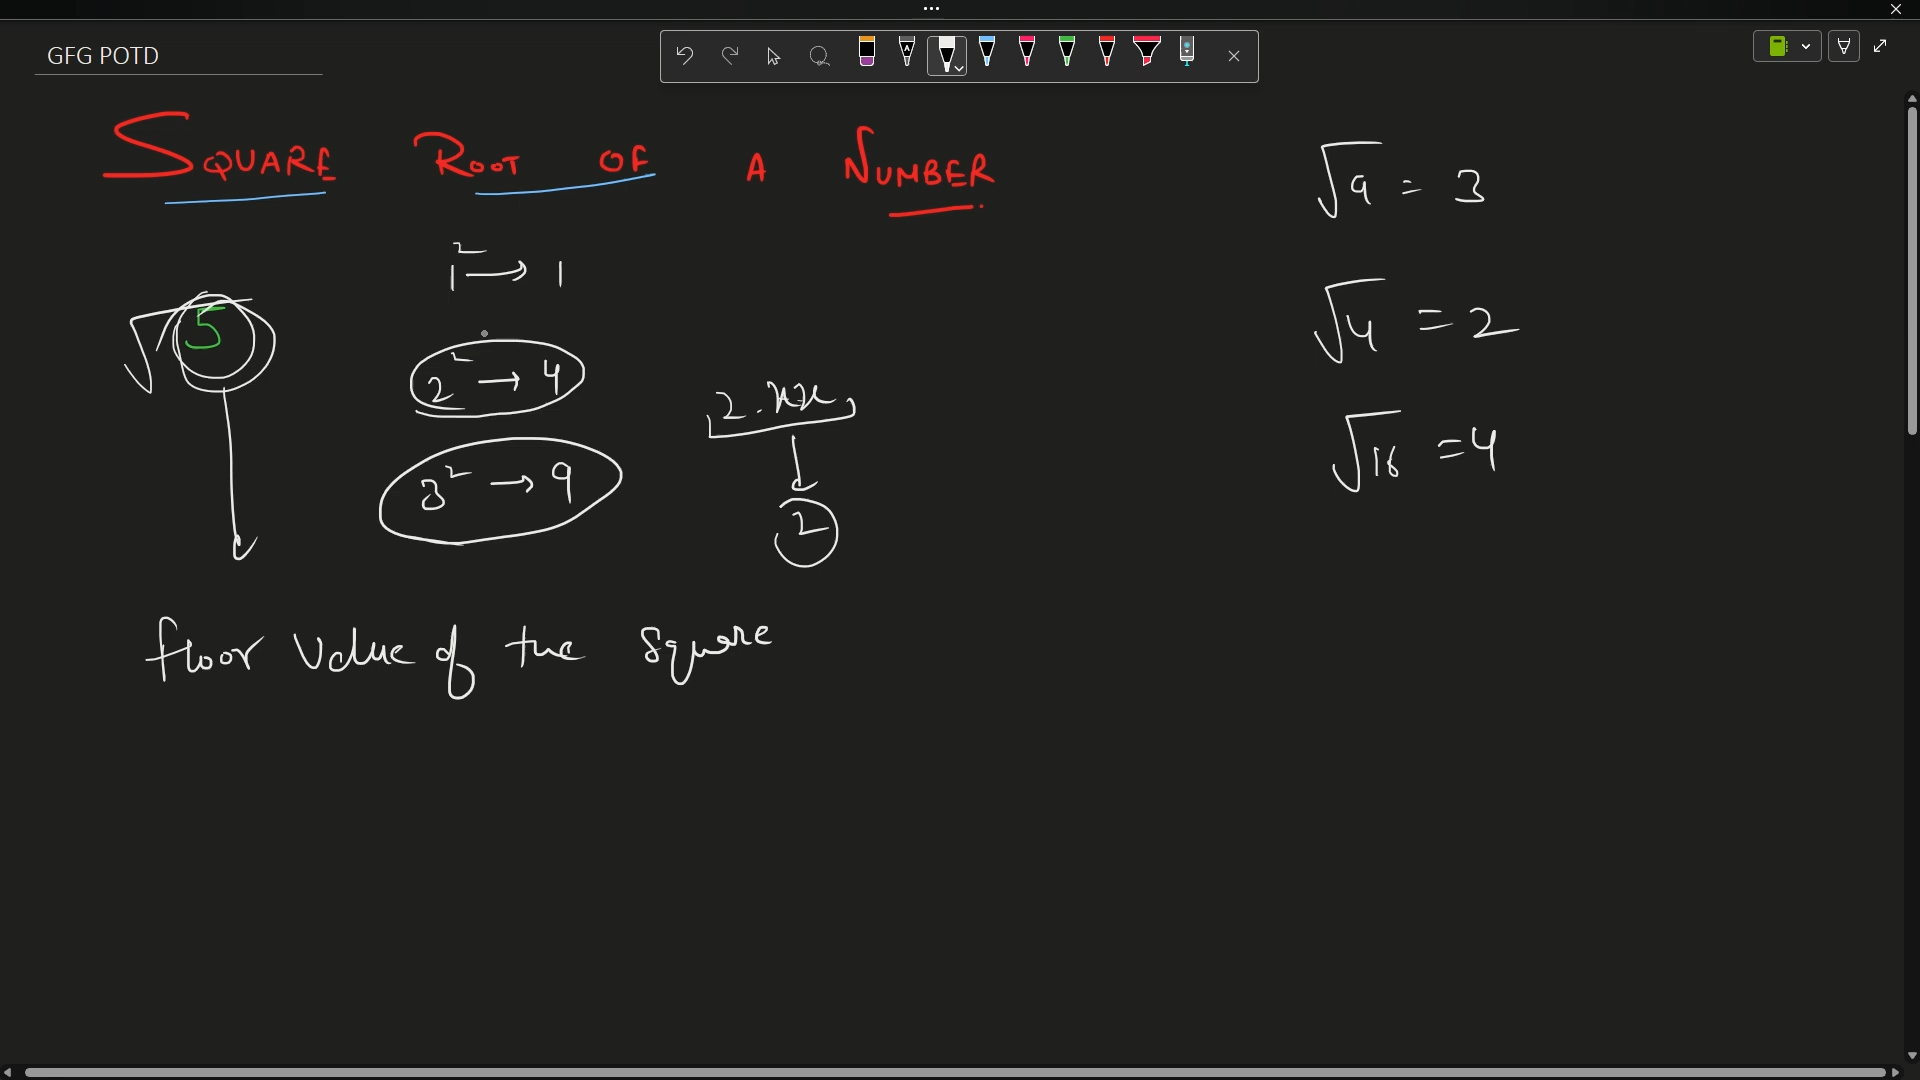 GFG POTD
SQUARE ROOT OF A NUMBER
√9 = 3
1² → 1
√5
√4 = 2
2² → 4
2.xx
3² → 9
√16 = 4
2
floor value of the square